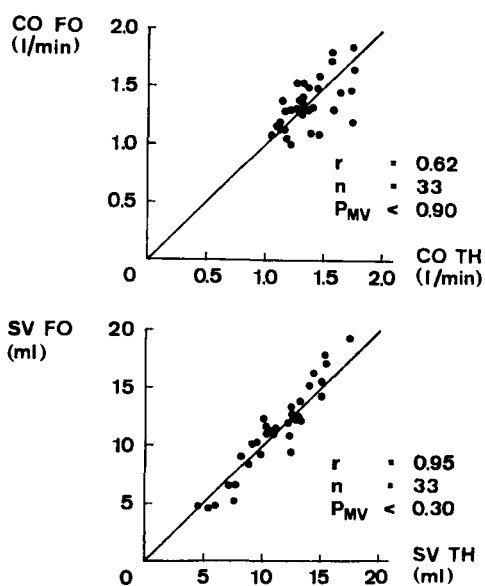 CO FO
(l/min)
2.0
1.5
1.0
0.5
0
0.5 1.0 1.5 2.0
r = 0.62
n = 33
PMV < 0.90
CO TH
(l/min)
SV FO
(ml)
20
15
10
5
0
5 10 15 20
r = 0.95
n = 33
PMV < 0.30
SV TH
(ml)